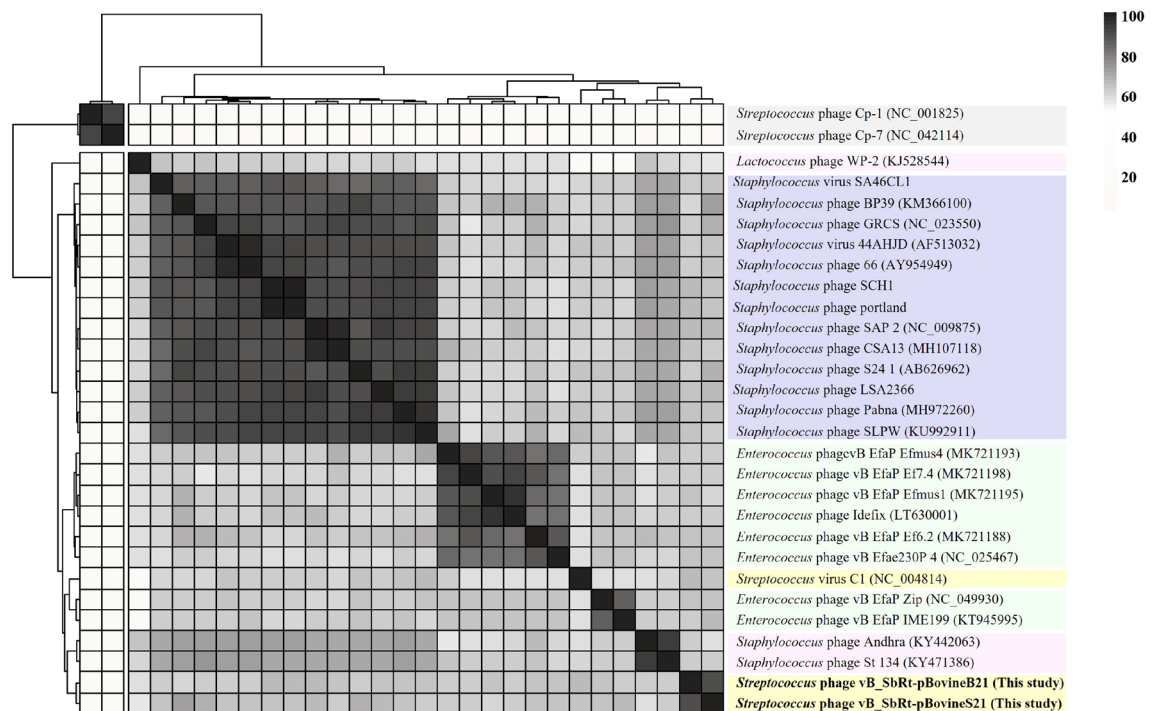 100
80
60
40
20
Streptococcus phage Cp-1 (NC_001825)
Streptococcus phage Cp-7 (NC_042114)
Lactococcus phage WP-2 (KJ528544)
Staphylococcus virus SA46CL1
Staphylococcus phage BP39 (KM366100)
Staphylococcus phage GRCS (NC_023550)
Staphylococcus virus 44AHJD (AF513032)
Staphylococcus phage 66 (AY954949)
Staphylococcus phage SCH1
Staphylococcus phage portland
Staphylococcus phage SAP 2 (NC_009875)
Staphylococcus phage CSA13 (MH107118)
Staphylococcus phage S24 1 (AB626962)
Staphylococcus phage LSA2366
Staphylococcus phage Pabna (MH972260)
Staphylococcus phage SLPW (KU992911)
Enterococcus phagevB EfaP Efmus4 (MK721193)
Enterococcus phage vB EfaP Ef7.4 (MK721198)
Enterococcus phage vB EfaP Efmus1 (MK721195)
Enterococcus phage Idefix (LT630001)
Enterococcus phage vB EfaP Ef6.2 (MK721188)
Enterococcus phage vB Efae230P 4 (NC_025467)
Streptococcus virus C1 (NC_004814)
Enterococcus phage vB EfaP Zip (NC_049930)
Enterococcus phage vB EfaP IME199 (KT945995)
Staphylococcus phage Andhra (KY442063)
Staphylococcus phage St 134 (KY471386)
Streptococcus phage vB_SbRt-pBovineB21 (This study)
Streptococcus phage vB_SbRt-pBovineS21 (This study)